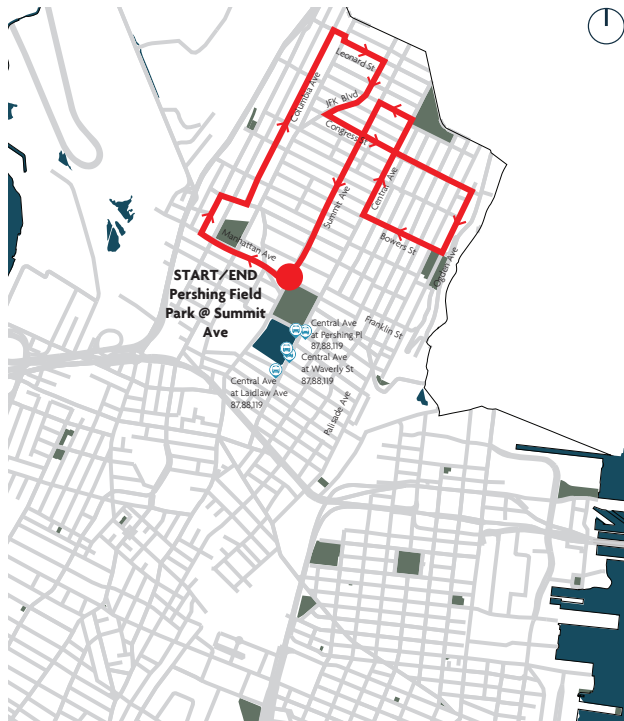 Leonard St
JFK Blvd
Columbia Ave
Congress St
Central Ave
Summit Ave
Bowers St
Ogden Ave
Manhattan Ave
START/END
Pershing Field
Park @ Summit
Ave
Central Ave
at Pershing Pl
87,88,119
Franklin St
Central Ave
at Waverly St
87,88,119
Central Ave
at Laidlaw Ave
87,88,119
Palisade Ave